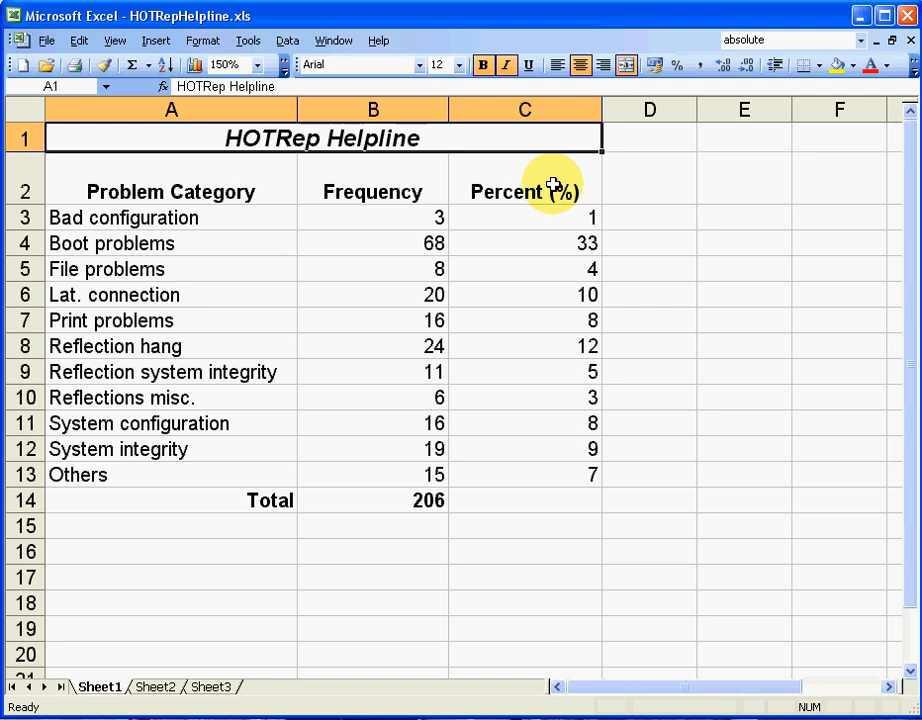 Microsoft Excel - HOTRepHelpline.xls
File Edit View Insert Format Tools Data Window Help absolute
Σ 150% Arial 12 B I U % ,
A1 fx HOTRep Helpline
A B C D E F
1 HOTRep Helpline
2 Problem Category Frequency Percent (%)
3 Bad configuration 3 1
4 Boot problems 68 33
5 File problems 8 4
6 Lat. connection 20 10
7 Print problems 16 8
8 Reflection hang 24 12
9 Reflection system integrity 11 5
10 Reflections misc. 6 3
11 System configuration 16 8
12 System integrity 19 9
13 Others 15 7
14 Total 206
15
16
17
18
19
20
Sheet1 Sheet2 Sheet3
Ready NUM